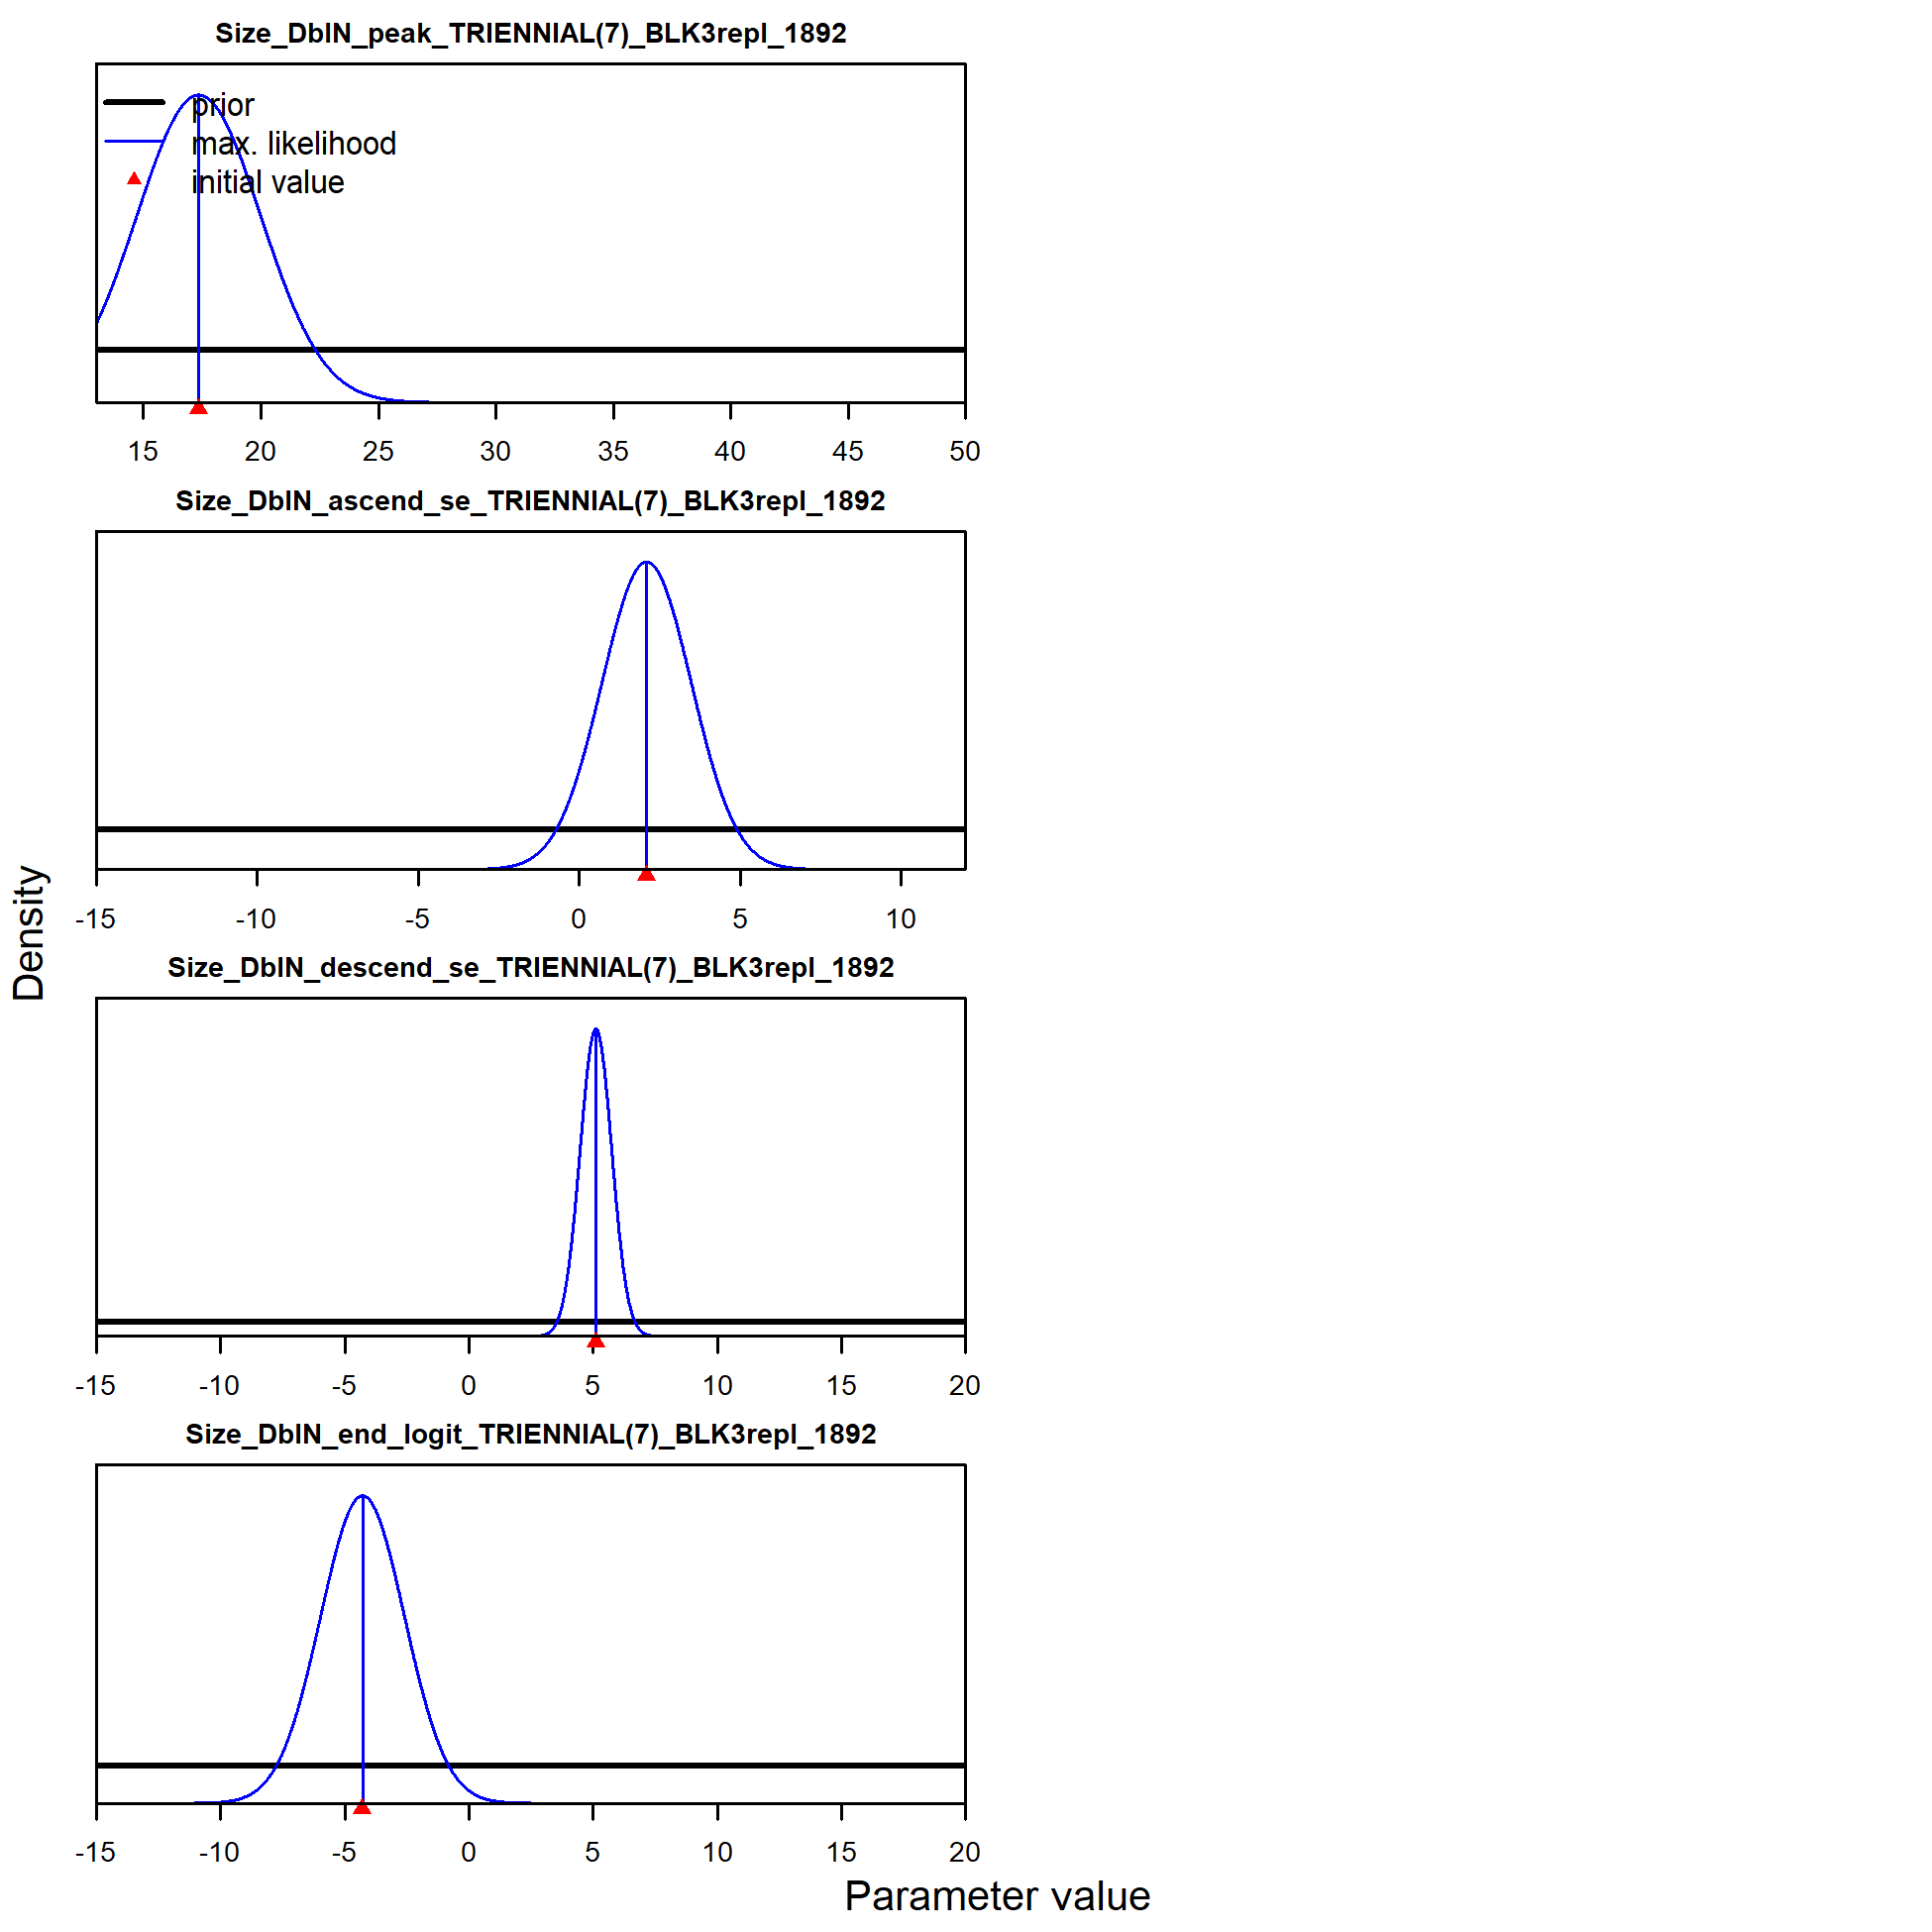 Size_DblN_peak_TRIENNIAL(7)_BLK3repl_1892
prior
max. likelihood
initial value
15 20 25 30 35 40 45 50
Size_DblN_ascend_se_TRIENNIAL(7)_BLK3repl_1892
-15 -10 -5 0 5 10
Size_DblN_descend_se_TRIENNIAL(7)_BLK3repl_1892
-15 -10 -5 0 5 10 15 20
Size_DblN_end_logit_TRIENNIAL(7)_BLK3repl_1892
-15 -10 -5 0 5 10 15 20
Density
Parameter value